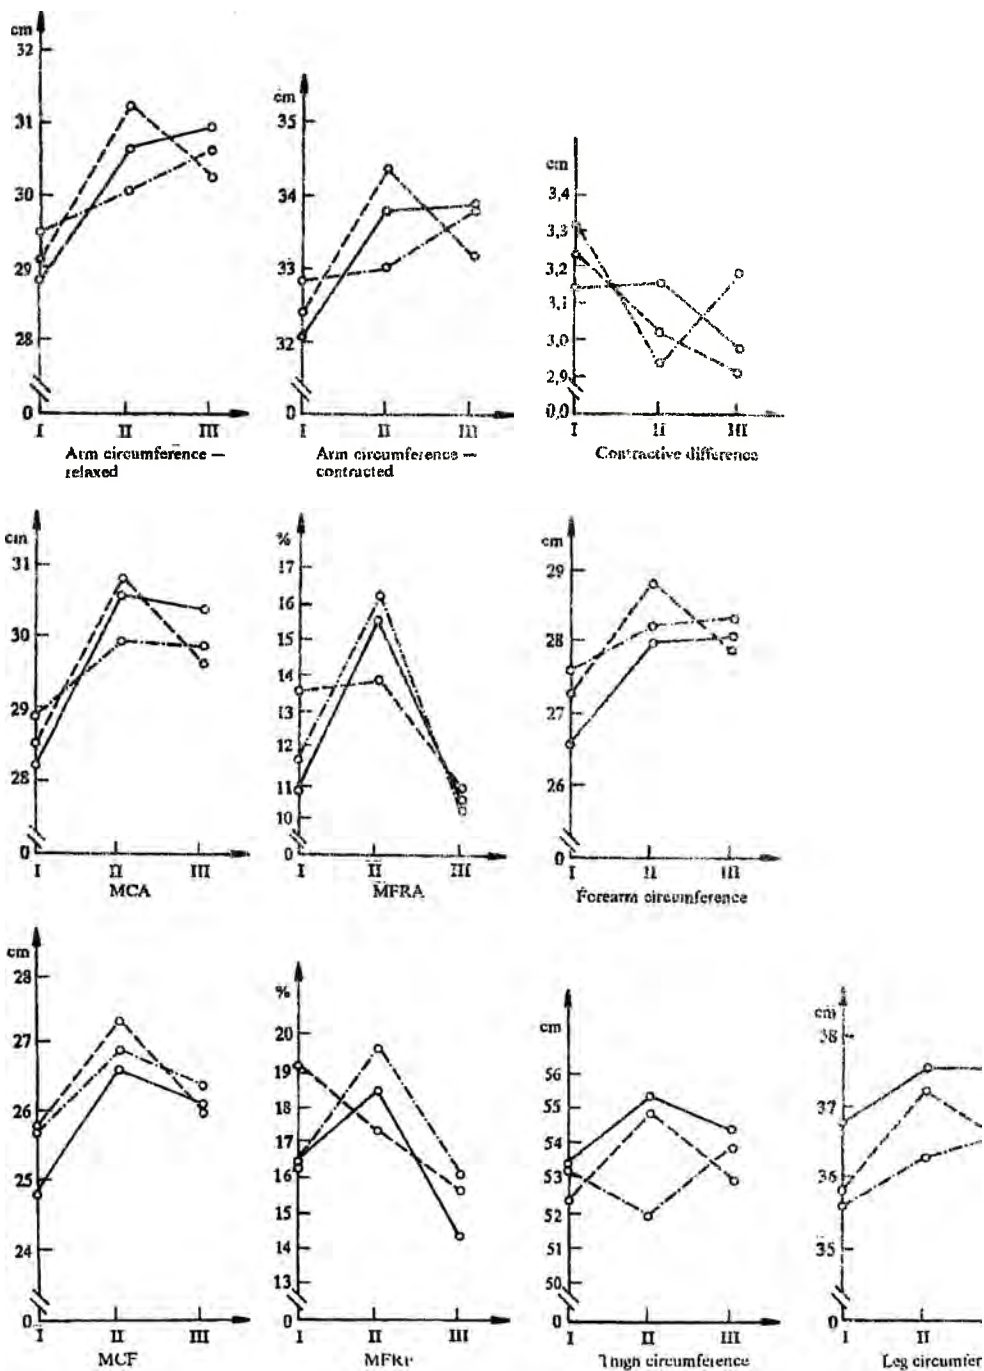 cm
32
31
30
29
28
0
I II III
Arm circumference —
relaxed
cm
35
34
33
32
0
I II III
Arm circumference —
contracted
cm
3,4
3,3
3,2
3,1
3,0
2,9
0,0
I II III
Contractive difference
cm
31
30
29
28
0
I II III
MCA
%
17
16
15
14
13
12
11
10
0
I II III
MFRA
cm
29
28
27
26
0
I II III
Forearm circumference
cm
28
27
26
25
24
0
I II III
MCF
%
20
19
18
17
16
15
14
13
0
I II III
MFRF
cm
56
55
54
53
52
51
50
0
I II III
Thigh circumference
cm
38
37
36
35
0
I II
Leg circumfer